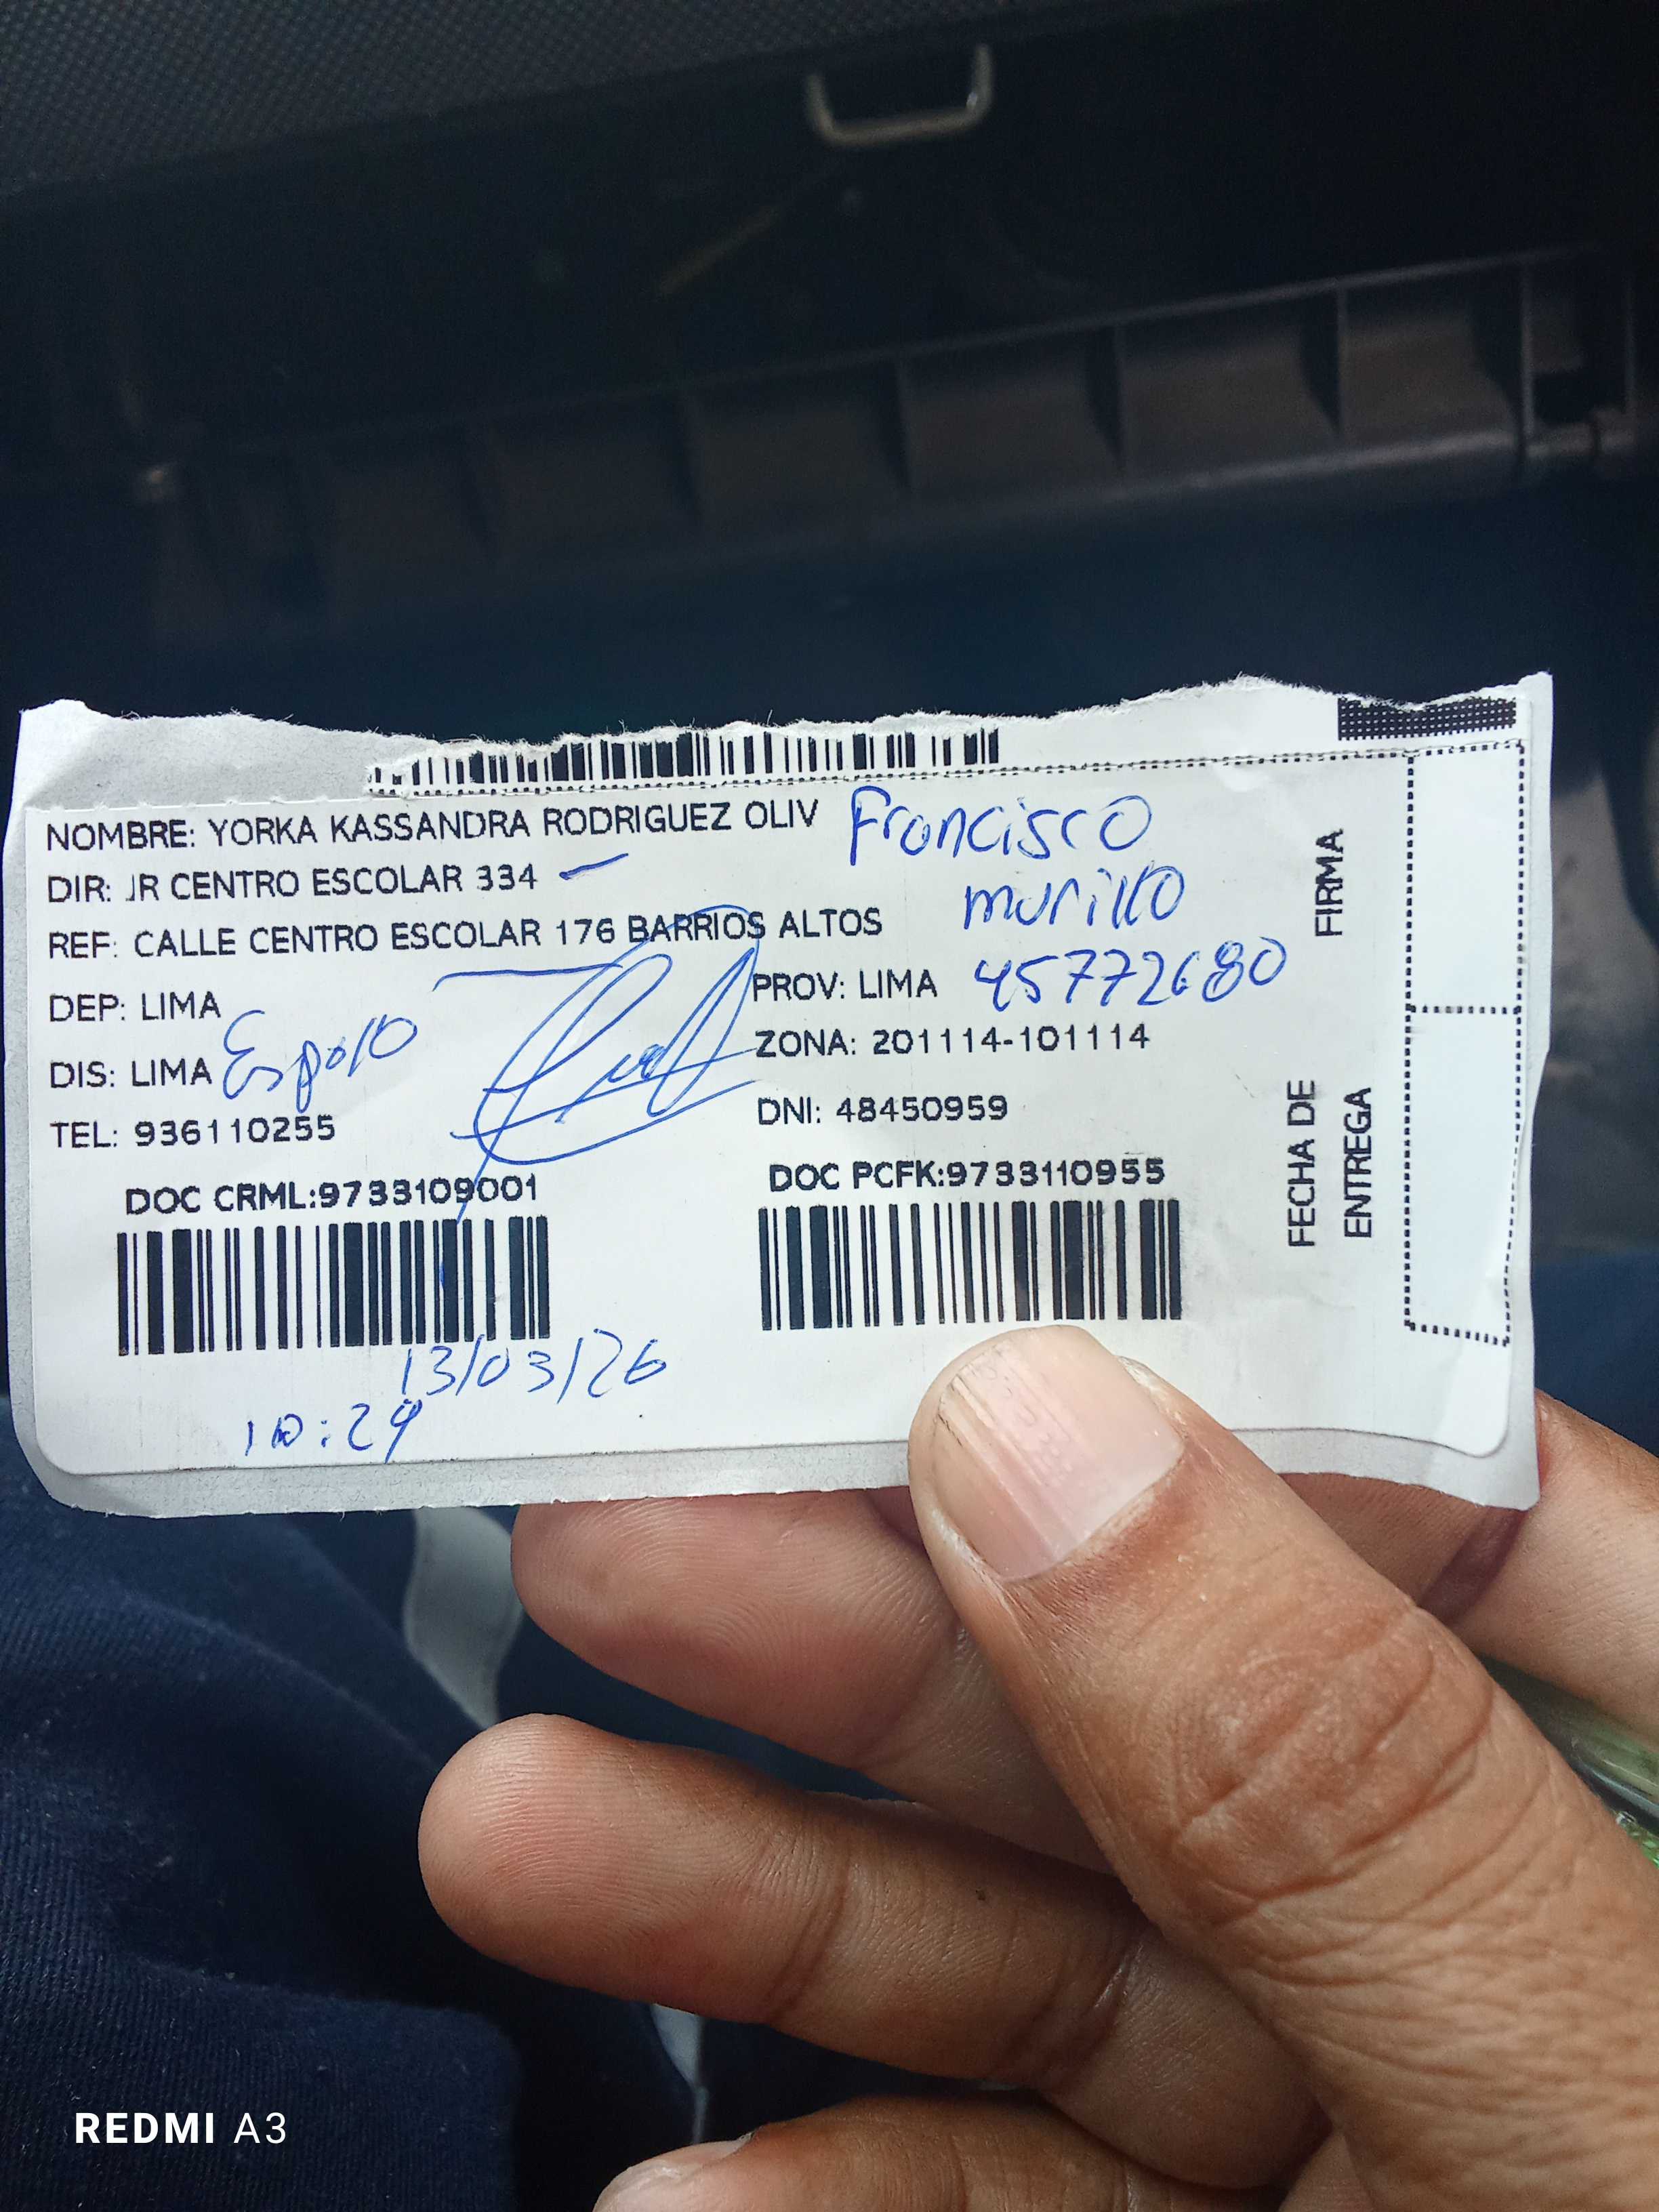 NOMBRE: YORKA KASSANDRA RODRIGUEZ OLIV
Francisco
DIR: JR CENTRO ESCOLAR 334
murillo
REF: CALLE CENTRO ESCOLAR 176 BARRIOS ALTOS
DEP: LIMA
PROV: LIMA 45772680
DIS: LIMA
ZONA: 201114-101114
TEL: 936110255
DNI: 48450959
DOC CRML:9733109001
DOC PCFK:9733110955
FIRMA
FECHA DE
ENTREGA
13/03/26
10:29
REDMI A3